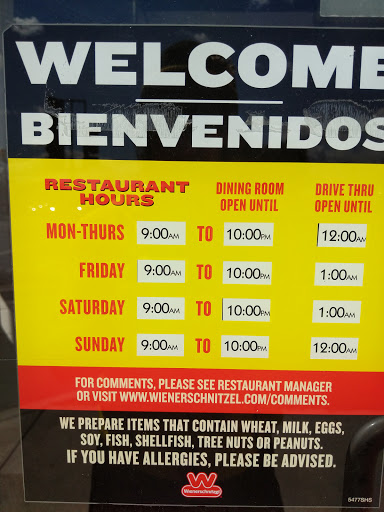 WELCOME
BIENVENIDOS
RESTAURANT HOURS
DINING ROOM OPEN UNTIL
DRIVE THRU OPEN UNTIL
MON-THURS 9:00AM TO 10:00PM 12:00AM
FRIDAY 9:00AM TO 10:00PM 1:00AM
SATURDAY 9:00AM TO 10:00PM 1:00AM
SUNDAY 9:00AM TO 10:00PM 12:00AM
FOR COMMENTS, PLEASE SEE RESTAURANT MANAGER
OR VISIT WWW.WIENERSCHNITZEL.COM/COMMENTS.
WE PREPARE ITEMS THAT CONTAIN WHEAT, MILK, EGGS,
SOY, FISH, SHELLFISH, TREE NUTS OR PEANUTS.
IF YOU HAVE ALLERGIES, PLEASE BE ADVISED.
Wienerschnitzel
5477SHS